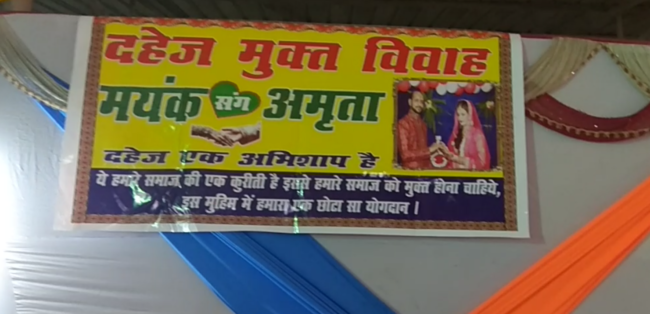 दहेज मुक्त विवाह
मयंक संग अमृता
दहेज एक अभिशाप है
ये हमारे समाज की एक कुरीती है इससे हमारे समाज को मुक्त होना चाहिये,
इस मुहिम में हमारा एक छोटा सा योगदान ।